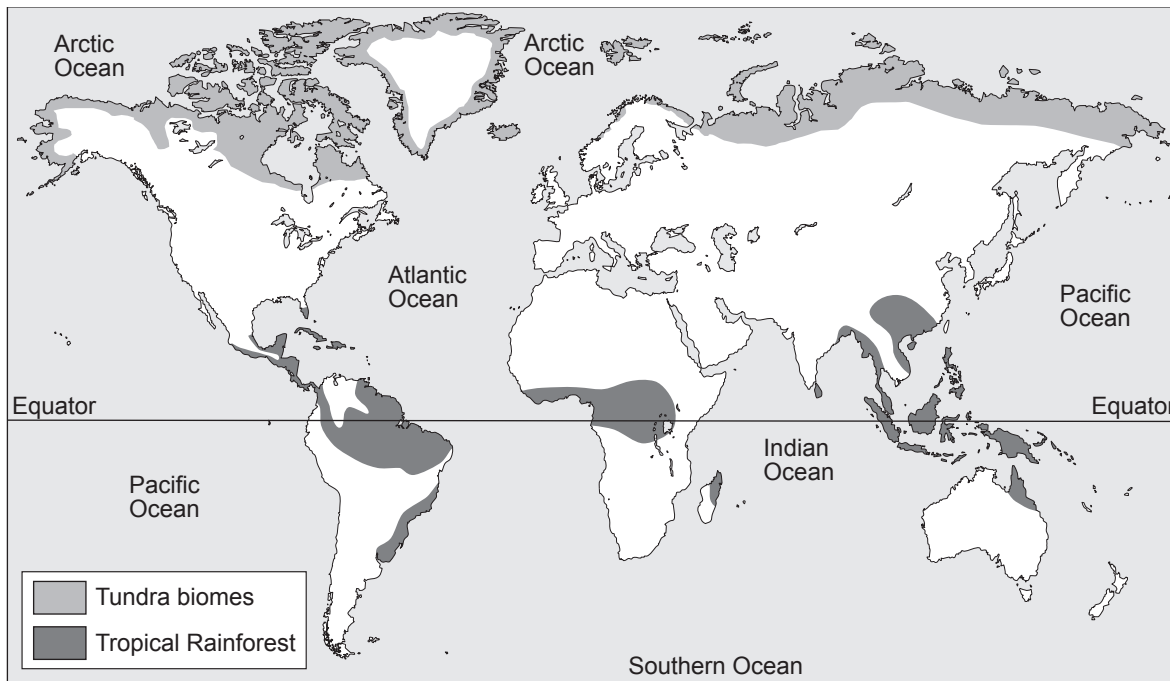 Arctic
Ocean
Arctic
Ocean
Atlantic
Ocean
Pacific
Ocean
Equator
Equator
Indian
Ocean
Pacific
Ocean
Tundra biomes
Tropical Rainforest
Southern Ocean